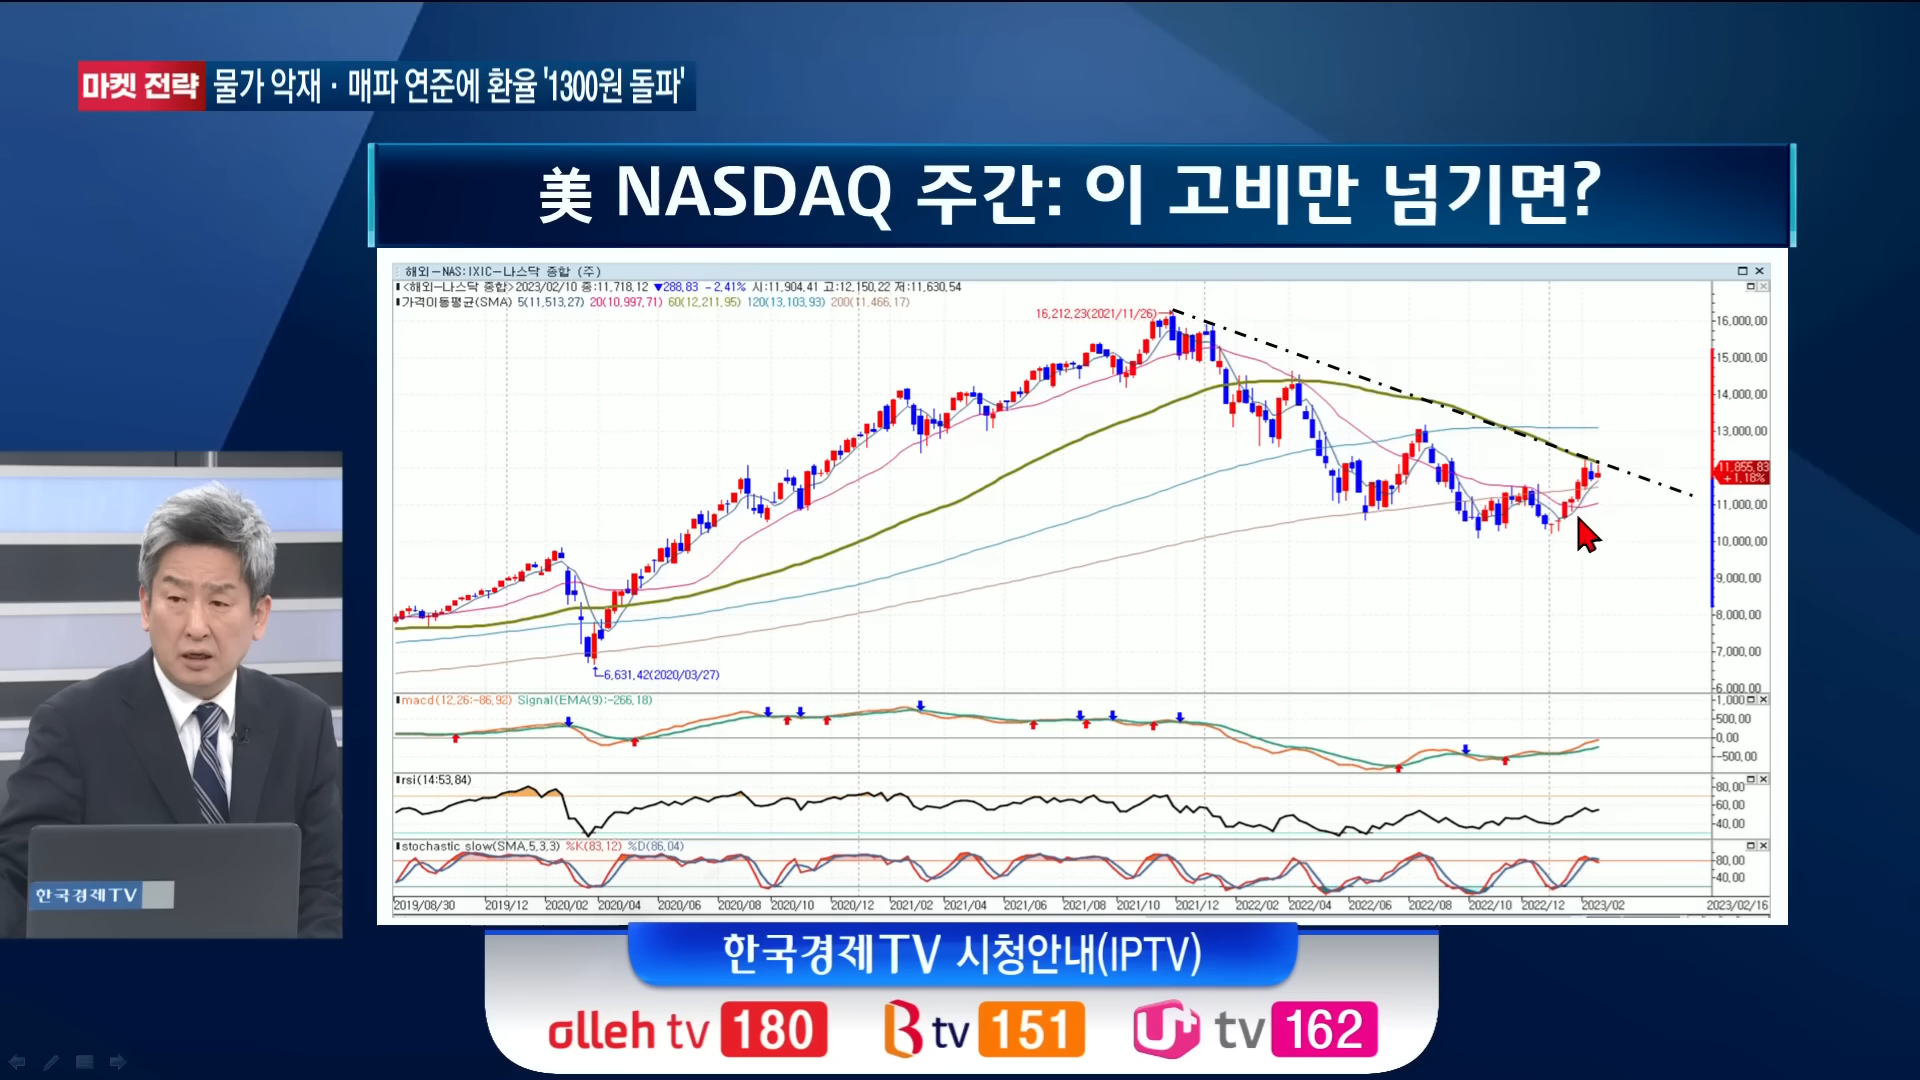 마켓 전략 물가 악재 · 매파 연준에 환율 '1300원 돌파'
美 NASDAQ 주간: 이 고비만 넘기면?
해외-NAS:IXIC-나스닥 종합 (주)
<해외-나스닥 종합>2023/02/10 종:11,718.12 ▼288.83 -2.41% 시:11,904.41 고:12,150.22 저:11,630.54
가격이동평균(SMA) 5(11,513.27) 20(10,997.71) 60(12,211.95) 120(13,103.93) 200(11,466.17)
16,212.23(2021/11/26)
16,000.00
15,000.00
14,000.00
13,000.00
11,855.83
+1.18%
11,000.00
10,000.00
9,000.00
8,000.00
7,000.00
6,000.00
6,631.42(2020/03/27)
macd(12,26:-86.92) Signal(EMA(9):-266.18)
1,000
500.00
0.00
-500.00
rsi(14:53.84)
80.00
60.00
40.00
stochastic slow(SMA,5,3,3) %K(83.12) %D(86.04)
80.00
40.00
2019/08/30 2019/12 2020/02 2020/04 2020/06 2020/08 2020/10 2020/12 2021/02 2021/04 2021/06 2021/08 2021/10 2021/12 2022/02 2022/04 2022/06 2022/08 2022/10 2022/12 2023/02 2023/02/16
한국경제TV
한국경제TV 시청안내(IPTV)
olleh tv 180 B tv 151 U+ tv 162